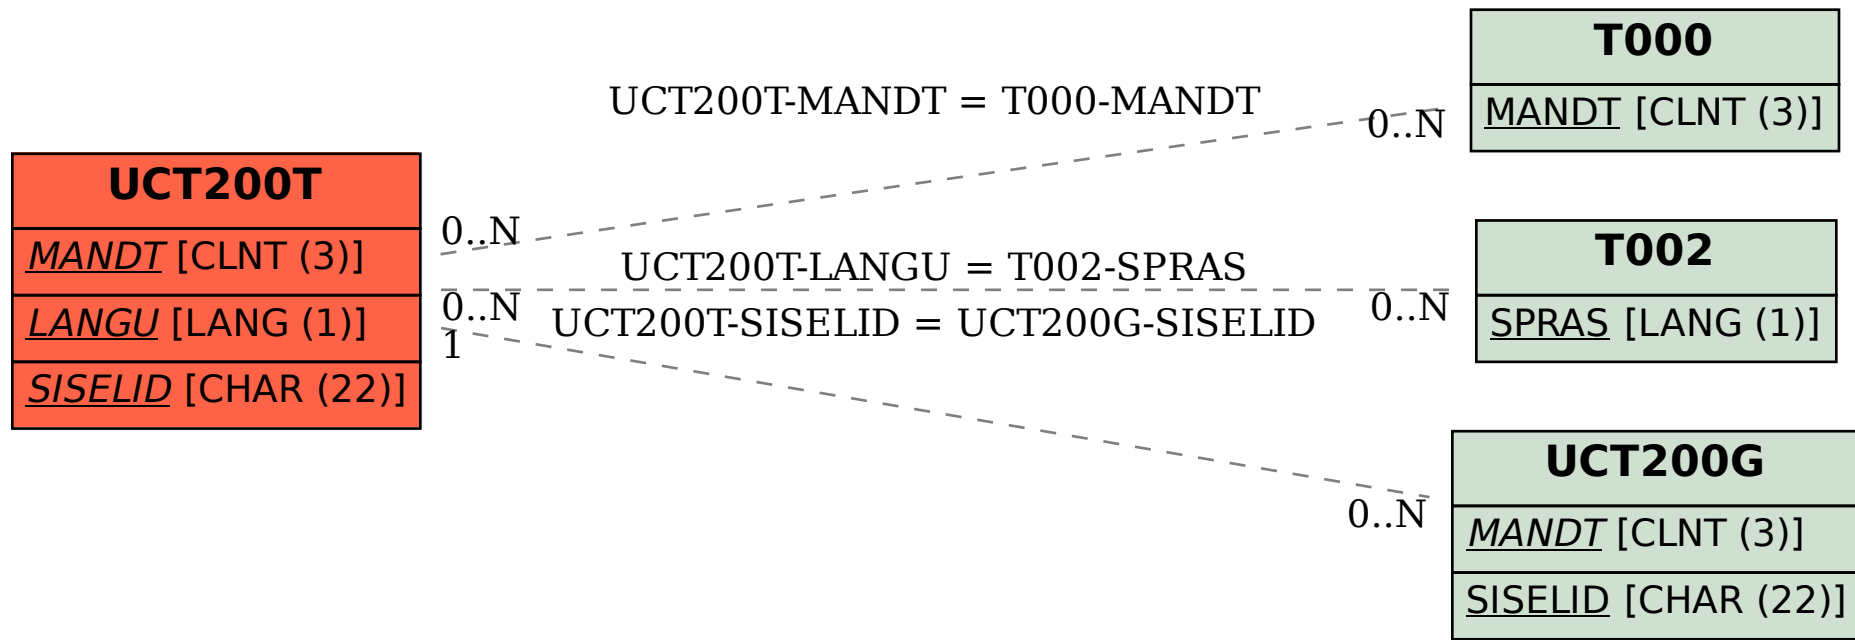 T000
MANDT [CLNT (3)]
UCT200T-MANDT = T000-MANDT
0..N
UCT200T
MANDT [CLNT (3)]
LANGU [LANG (1)]
SISELID [CHAR (22)]
0..N
UCT200T-LANGU = T002-SPRAS
0..N
0..N
T002
SPRAS [LANG (1)]
UCT200T-SISELID = UCT200G-SISELID
1
0..N
UCT200G
MANDT [CLNT (3)]
SISELID [CHAR (22)]